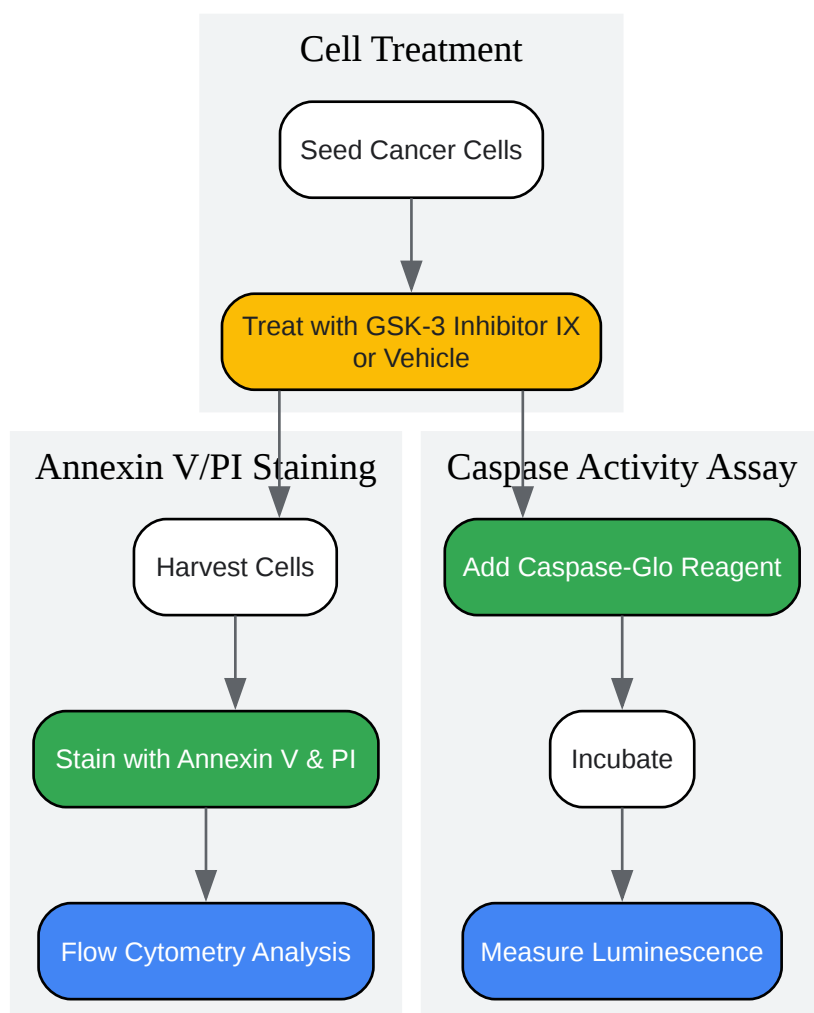 Cell Treatment
Seed Cancer Cells
Treat with GSK-3 Inhibitor IX
or Vehicle
Annexin V/PI Staining
Harvest Cells
Stain with Annexin V & PI
Flow Cytometry Analysis
Caspase Activity Assay
Add Caspase-Glo Reagent
Incubate
Measure Luminescence